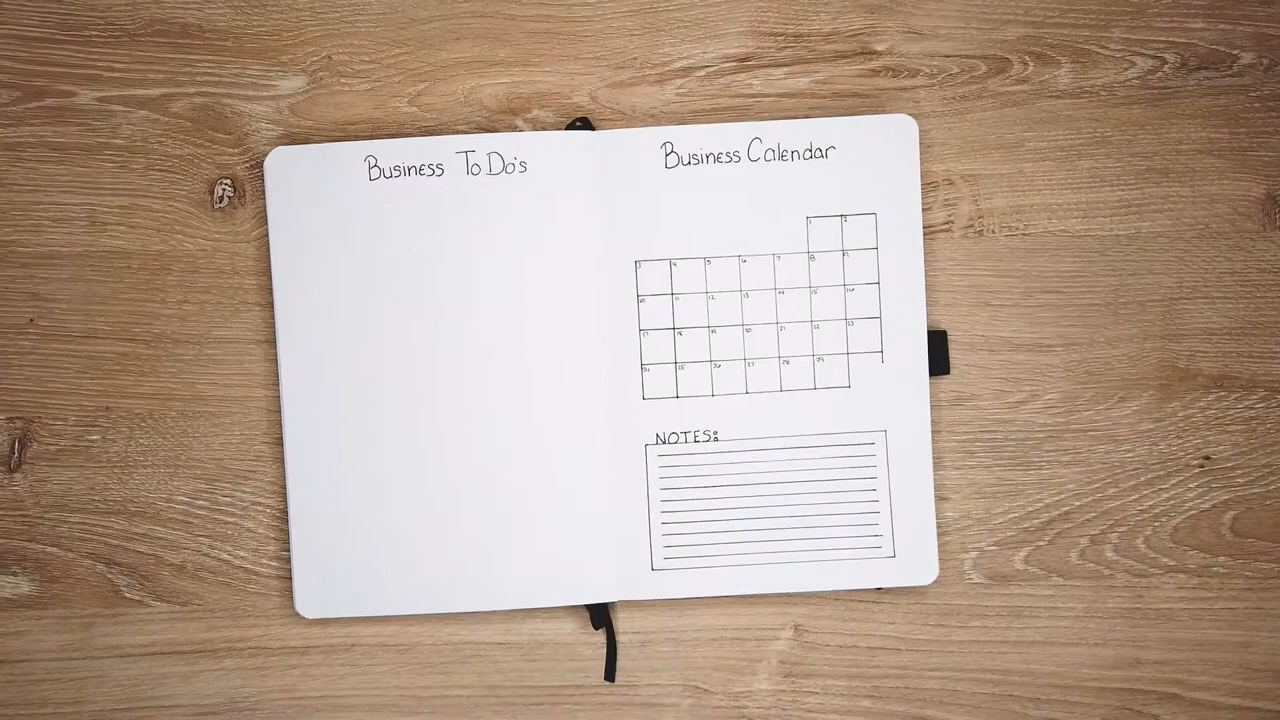 Business To Do's
Business Calendar
1 2
3 4 5 6 7 8 9
10 11 12 13 14 15 16
17 18 19 20 21 22 23
24 25 26 27 28 29
NOTES: